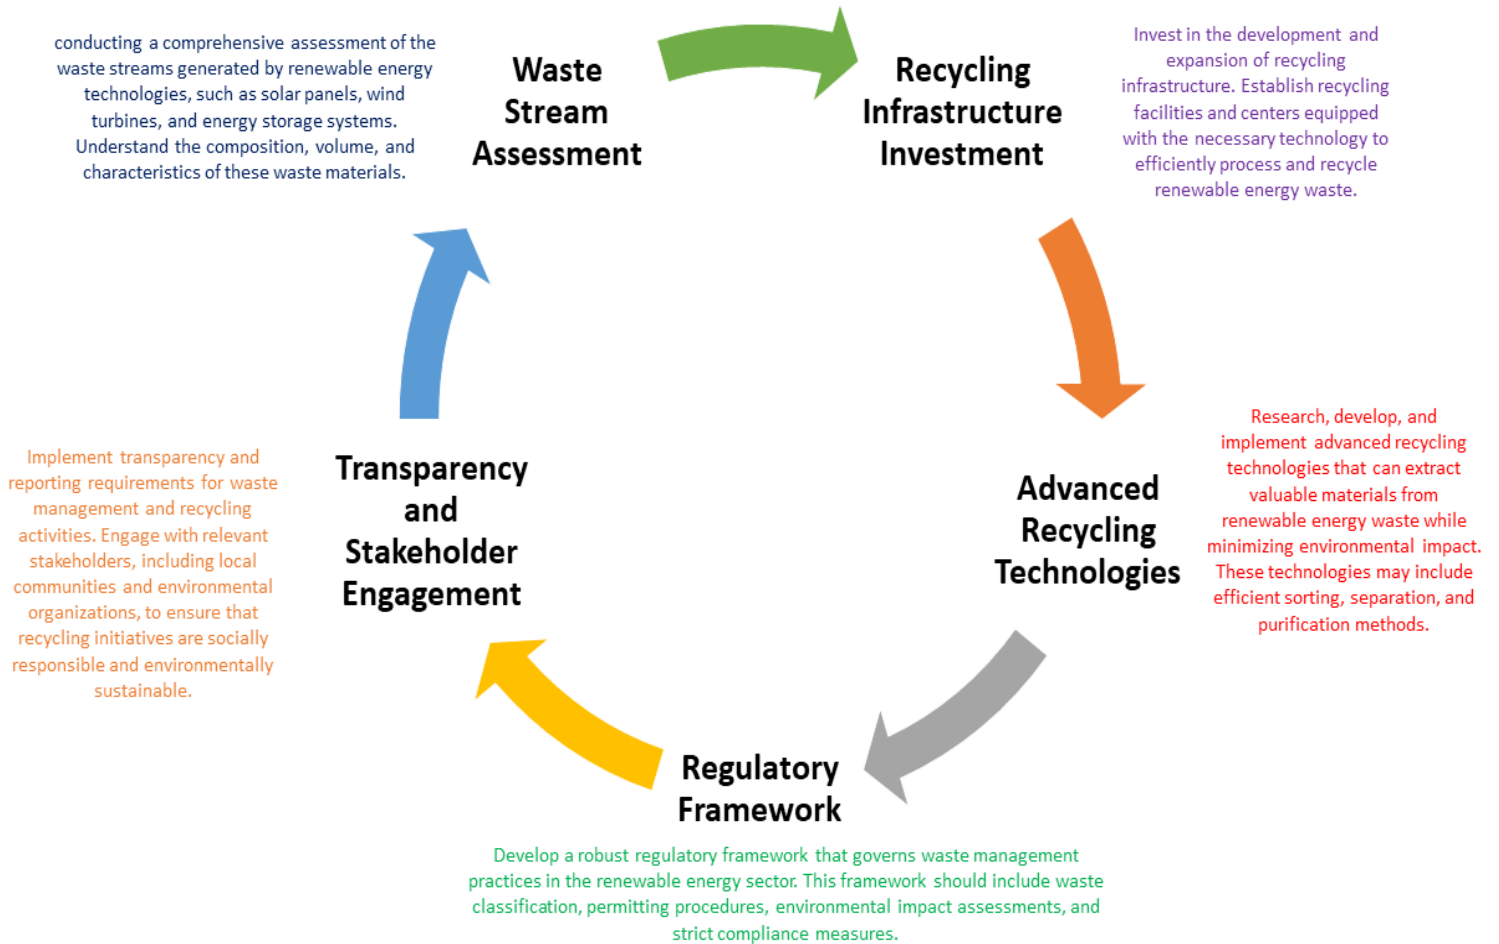 conducting a comprehensive assessment of the
waste streams generated by renewable energy
technologies, such as solar panels, wind
turbines, and energy storage systems.
Understand the composition, volume, and
characteristics of these waste materials.
Waste
Stream
Assessment
Recycling
Infrastructure
Investment
Invest in the development and
expansion of recycling
infrastructure. Establish recycling
facilities and centers equipped
with the necessary technology to
efficiently process and recycle
renewable energy waste.
Advanced
Recycling
Technologies
Research, develop, and
implement advanced recycling
technologies that can extract
valuable materials from
renewable energy waste while
minimizing environmental impact.
These technologies may include
efficient sorting, separation, and
purification methods.
Regulatory
Framework
Develop a robust regulatory framework that governs waste management
practices in the renewable energy sector. This framework should include waste
classification, permitting procedures, environmental impact assessments, and
strict compliance measures.
Transparency
and
Stakeholder
Engagement
Implement transparency and
reporting requirements for waste
management and recycling
activities. Engage with relevant
stakeholders, including local
communities and environmental
organizations, to ensure that
recycling initiatives are socially
responsible and environmentally
sustainable.